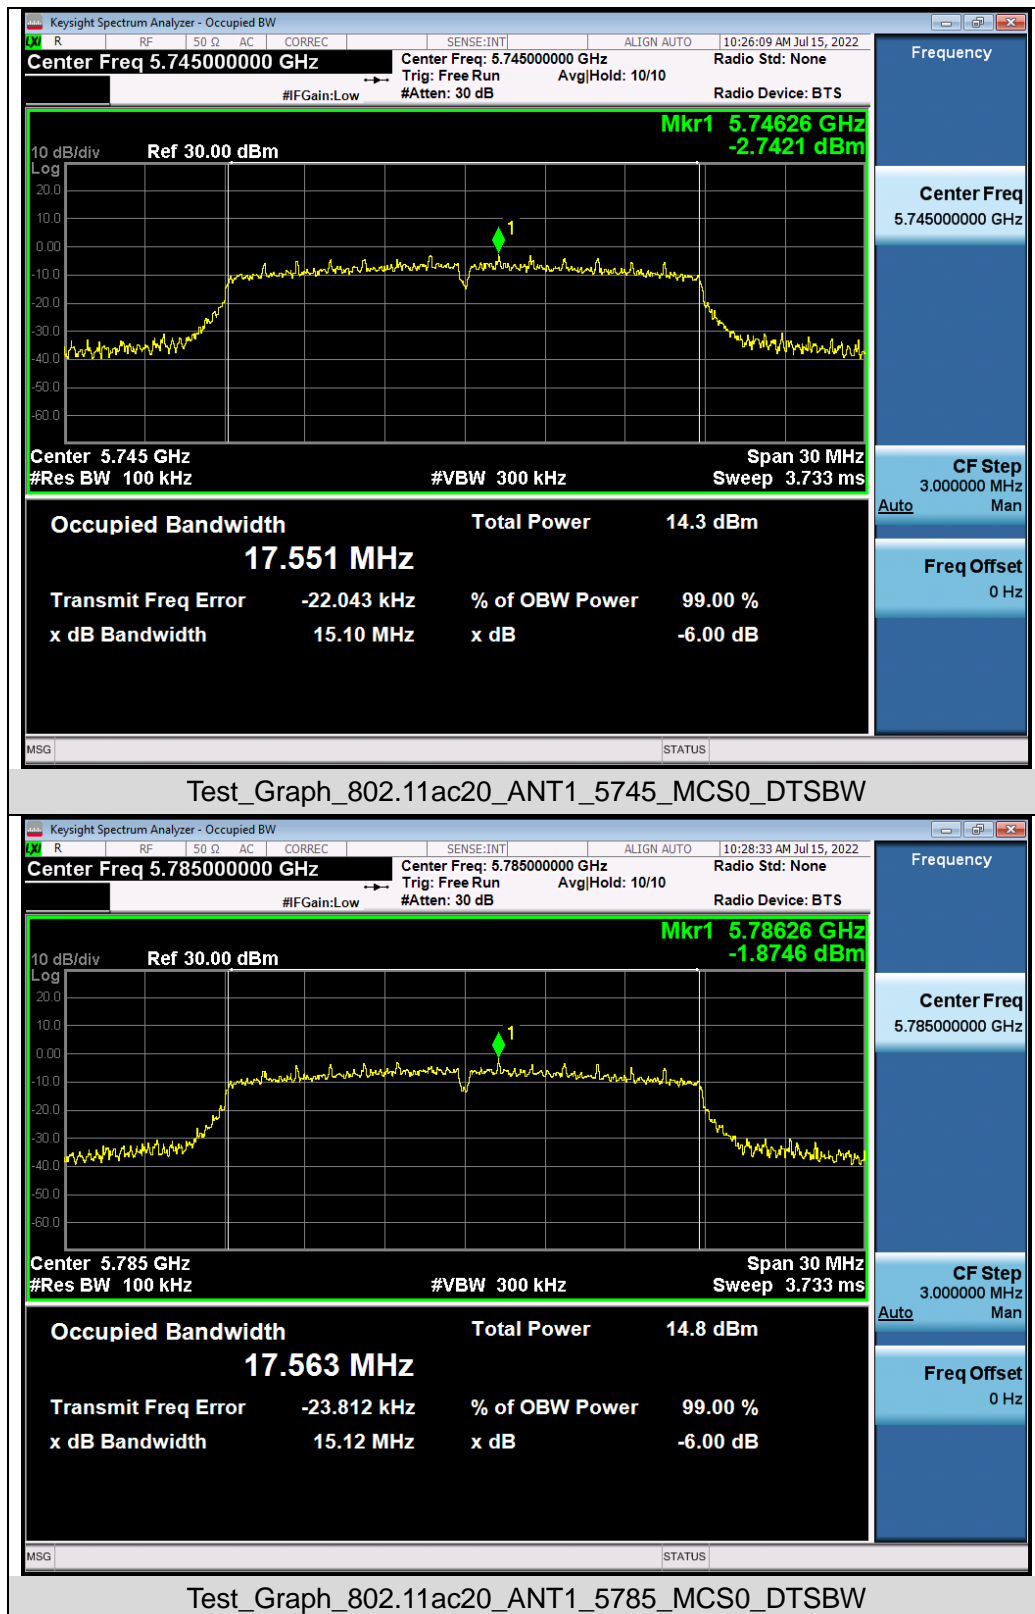 Keysight Spectrum Analyzer - Occupied BW
LXI R RF 50 Ω AC CORREC SENSE:INT ALIGN AUTO 10:26:09 AM Jul 15, 2022
Center Freq 5.745000000 GHz Center Freq: 5.745000000 GHz Radio Std: None Frequency
Trig: Free Run Avg|Hold: 10/10
#IFGain:Low #Atten: 30 dB Radio Device: BTS
Mkr1 5.74626 GHz
10 dB/div Ref 30.00 dBm -2.7421 dBm
Log
20.0
Center Freq
5.745000000 GHz
10.0
1
0.00
-10.0
-20.0
-30.0
-40.0
-50.0
-60.0
Center 5.745 GHz Span 30 MHz
#Res BW 100 kHz #VBW 300 kHz Sweep 3.733 ms
CF Step
3.000000 MHz
Auto Man
Occupied Bandwidth Total Power 14.3 dBm
17.551 MHz
Freq Offset
0 Hz
Transmit Freq Error -22.043 kHz % of OBW Power 99.00 %
x dB Bandwidth 15.10 MHz x dB -6.00 dB
MSG STATUS
Test_Graph_802.11ac20_ANT1_5745_MCS0_DTSBW
Keysight Spectrum Analyzer - Occupied BW
LXI R RF 50 Ω AC CORREC SENSE:INT ALIGN AUTO 10:28:33 AM Jul 15, 2022
Center Freq 5.785000000 GHz Center Freq: 5.785000000 GHz Radio Std: None Frequency
Trig: Free Run Avg|Hold: 10/10
#IFGain:Low #Atten: 30 dB Radio Device: BTS
Mkr1 5.78626 GHz
10 dB/div Ref 30.00 dBm -1.8746 dBm
Log
20.0
Center Freq
5.785000000 GHz
10.0
1
0.00
-10.0
-20.0
-30.0
-40.0
-50.0
-60.0
Center 5.785 GHz Span 30 MHz
#Res BW 100 kHz #VBW 300 kHz Sweep 3.733 ms
CF Step
3.000000 MHz
Auto Man
Occupied Bandwidth Total Power 14.8 dBm
17.563 MHz
Freq Offset
0 Hz
Transmit Freq Error -23.812 kHz % of OBW Power 99.00 %
x dB Bandwidth 15.12 MHz x dB -6.00 dB
MSG STATUS
Test_Graph_802.11ac20_ANT1_5785_MCS0_DTSBW